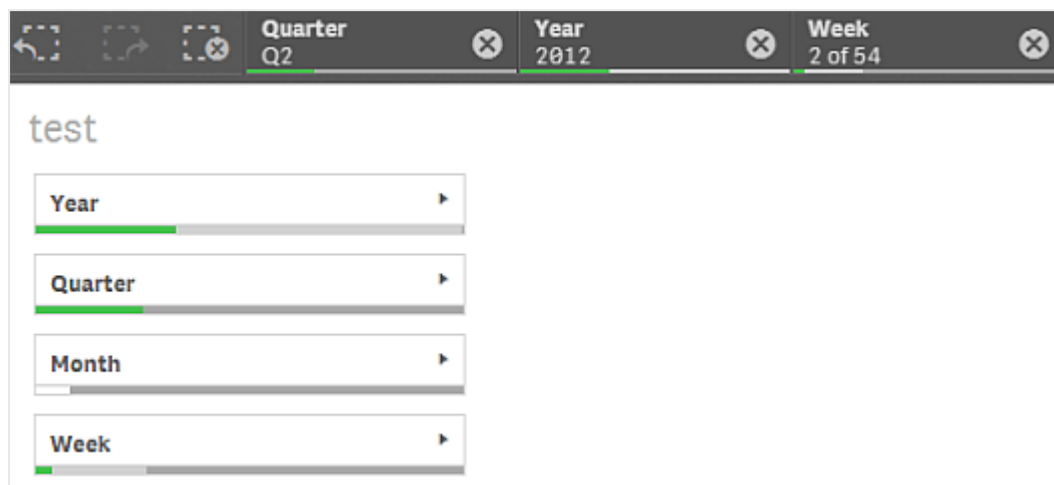 Quarter
Q2
Year
2012
Week
2 of 54
test
Year
Quarter
Month
Week